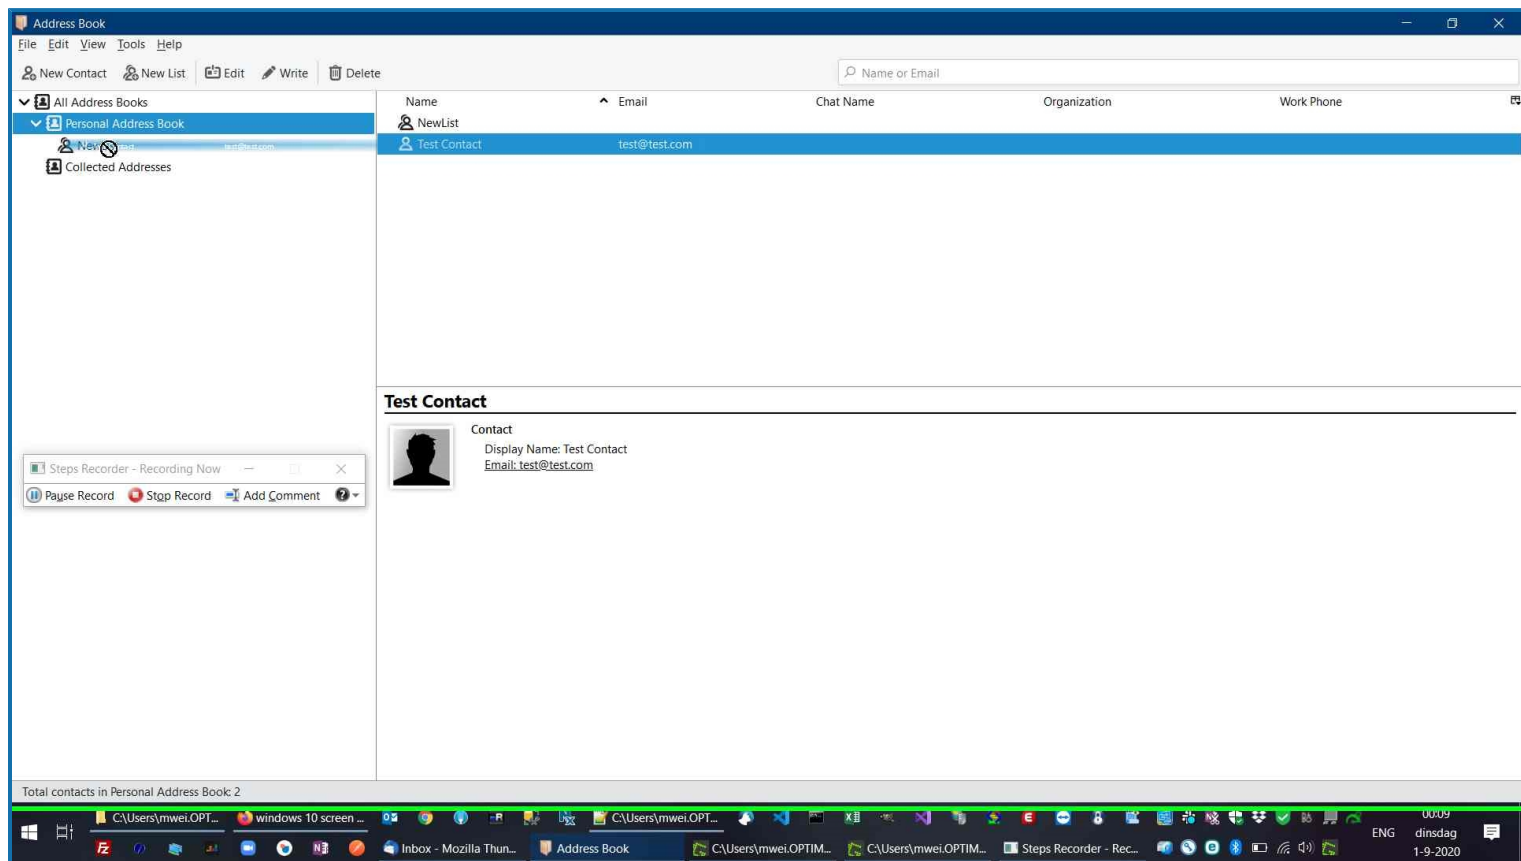 Address Book
File Edit View Tools Help
New Contact New List Edit Write Delete Name or Email
All Address Books
Personal Address Book
Collected Addresses
Name Email Chat Name Organization Work Phone
NewList
Test Contact test@test.com
Test Contact
Contact
Display Name: Test Contact
Email: test@test.com
Steps Recorder - Recording Now
Pause Record Stop Record Add Comment
Total contacts in Personal Address Book: 2
C:\Users\mwei.OPT... windows 10 screen ... C:\Users\mwei.OPT... 00:09
Inbox - Mozilla Thun... Address Book C:\Users\mwei.OPTIM... C:\Users\mwei.OPTIM... Steps Recorder - Rec... ENG dinsdag
1-9-2020